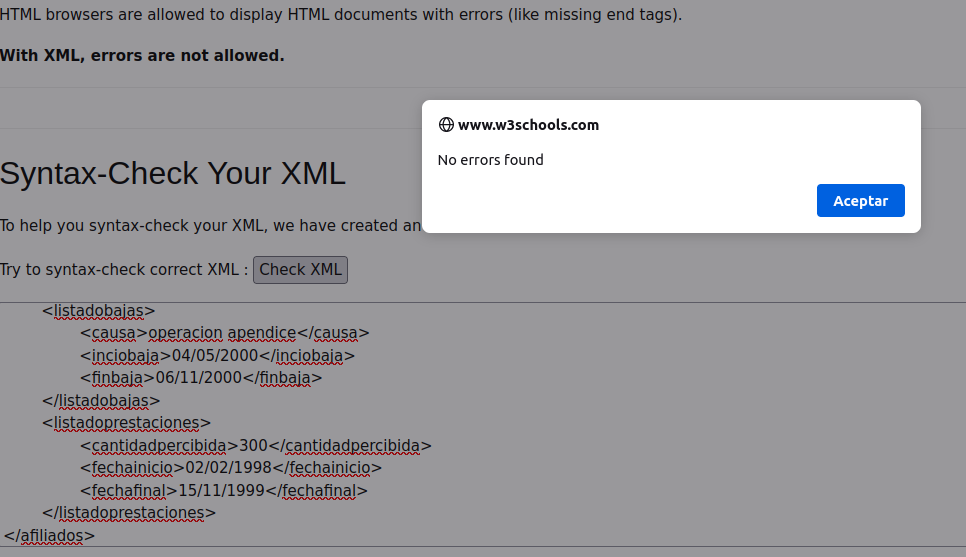 HTML browsers are allowed to display HTML documents with errors (like missing end tags).
With XML, errors are not allowed.
www.w3schools.com
No errors found
Aceptar
Syntax-Check Your XML
To help you syntax-check your XML, we have created an
Try to syntax-check correct XML : Check XML
<listadobajas>
<causa>operacion apendice</causa>
<inciobaja>04/05/2000</inciobaja>
<finbaja>06/11/2000</finbaja>
</listadobajas>
<listadoprestaciones>
<cantidadpercibida>300</cantidadpercibida>
<fechainicio>02/02/1998</fechainicio>
<fechafinal>15/11/1999</fechafinal>
</listadoprestaciones>
</afiliados>